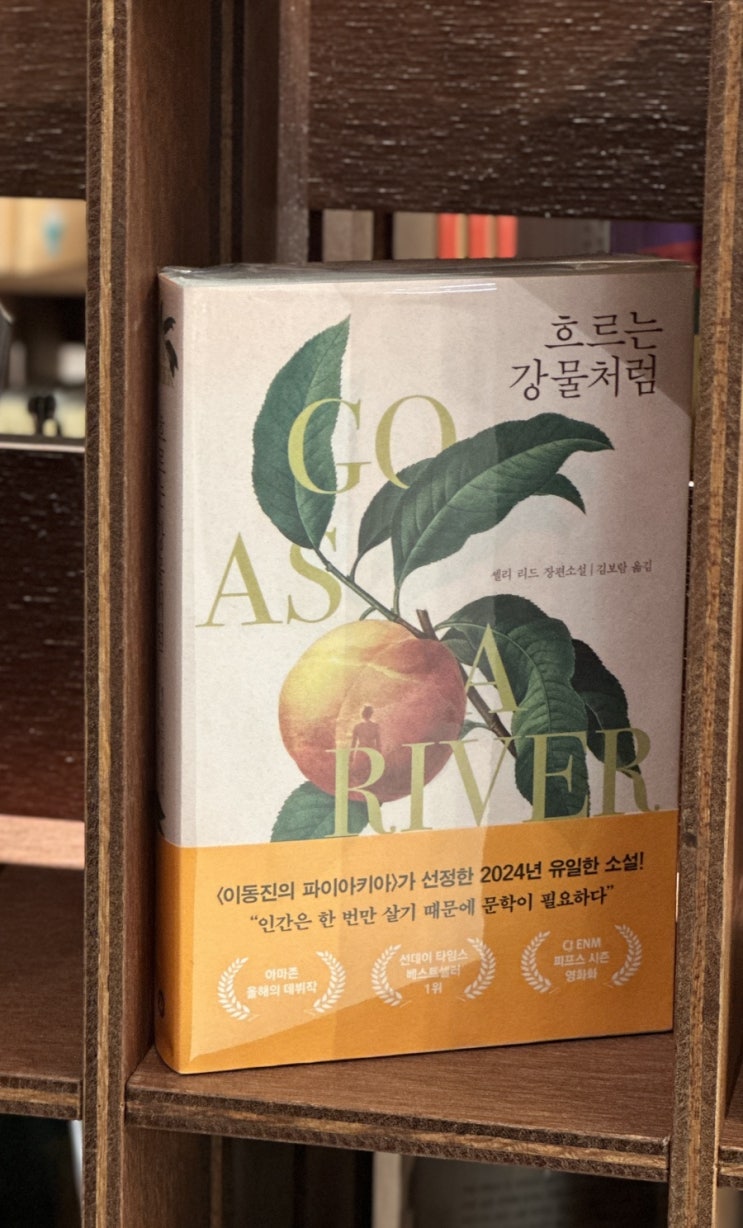 흐르는
강물처럼
GO
AS
A
RIVER
셸리 리드 장편소설 | 김보람 옮김
〈이동진의 파이아키아〉가 선정한 2024년 유일한 소설!
“인간은 한 번만 살기 때문에 문학이 필요하다”
아마존
올해의 데뷔작
선데이 타임스
베스트셀러
1위
CJ ENM
피프스 시즌
영화화